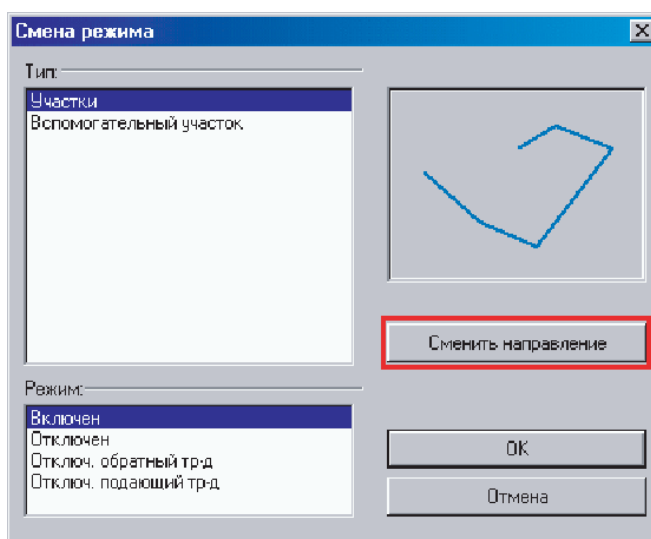 Смена режима
Тип:
Участки
Вспомогательный участок
Сменить направление
Режим:
Включен
Отключен
Отключ. обратный тр-д
Отключ. подающий тр-д
OK
Отмена